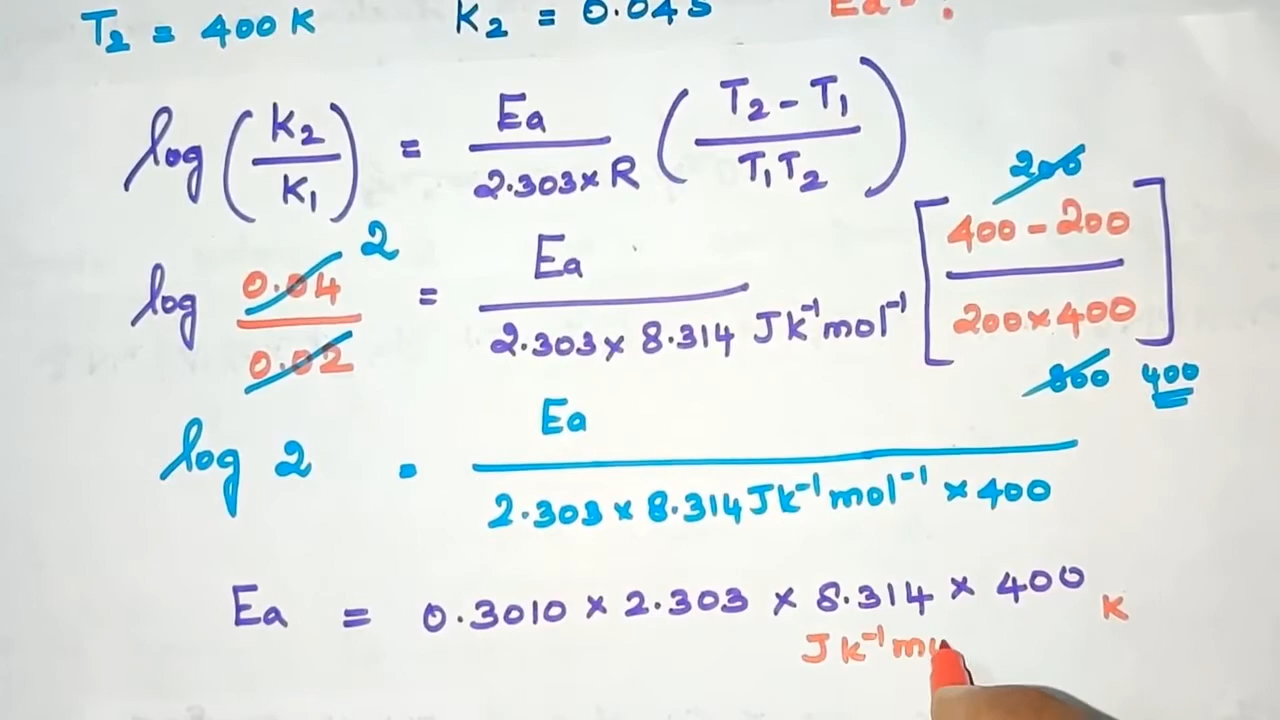 T₂ = 400 K K₂ = 0.04 s Ea = ?
log (K₂ / K₁) = Ea / 2.303 × R (T₂ - T₁ / T₁T₂)
200
log 0.04 / 0.02 2 = Ea / 2.303 × 8.314 Jk⁻¹mol⁻¹ [400 - 200 / 200 × 400]
800 400
log 2 = Ea / 2.303 × 8.314 Jk⁻¹mol⁻¹ × 400
Ea = 0.3010 × 2.303 × 8.314 × 400 K
J k⁻¹ m